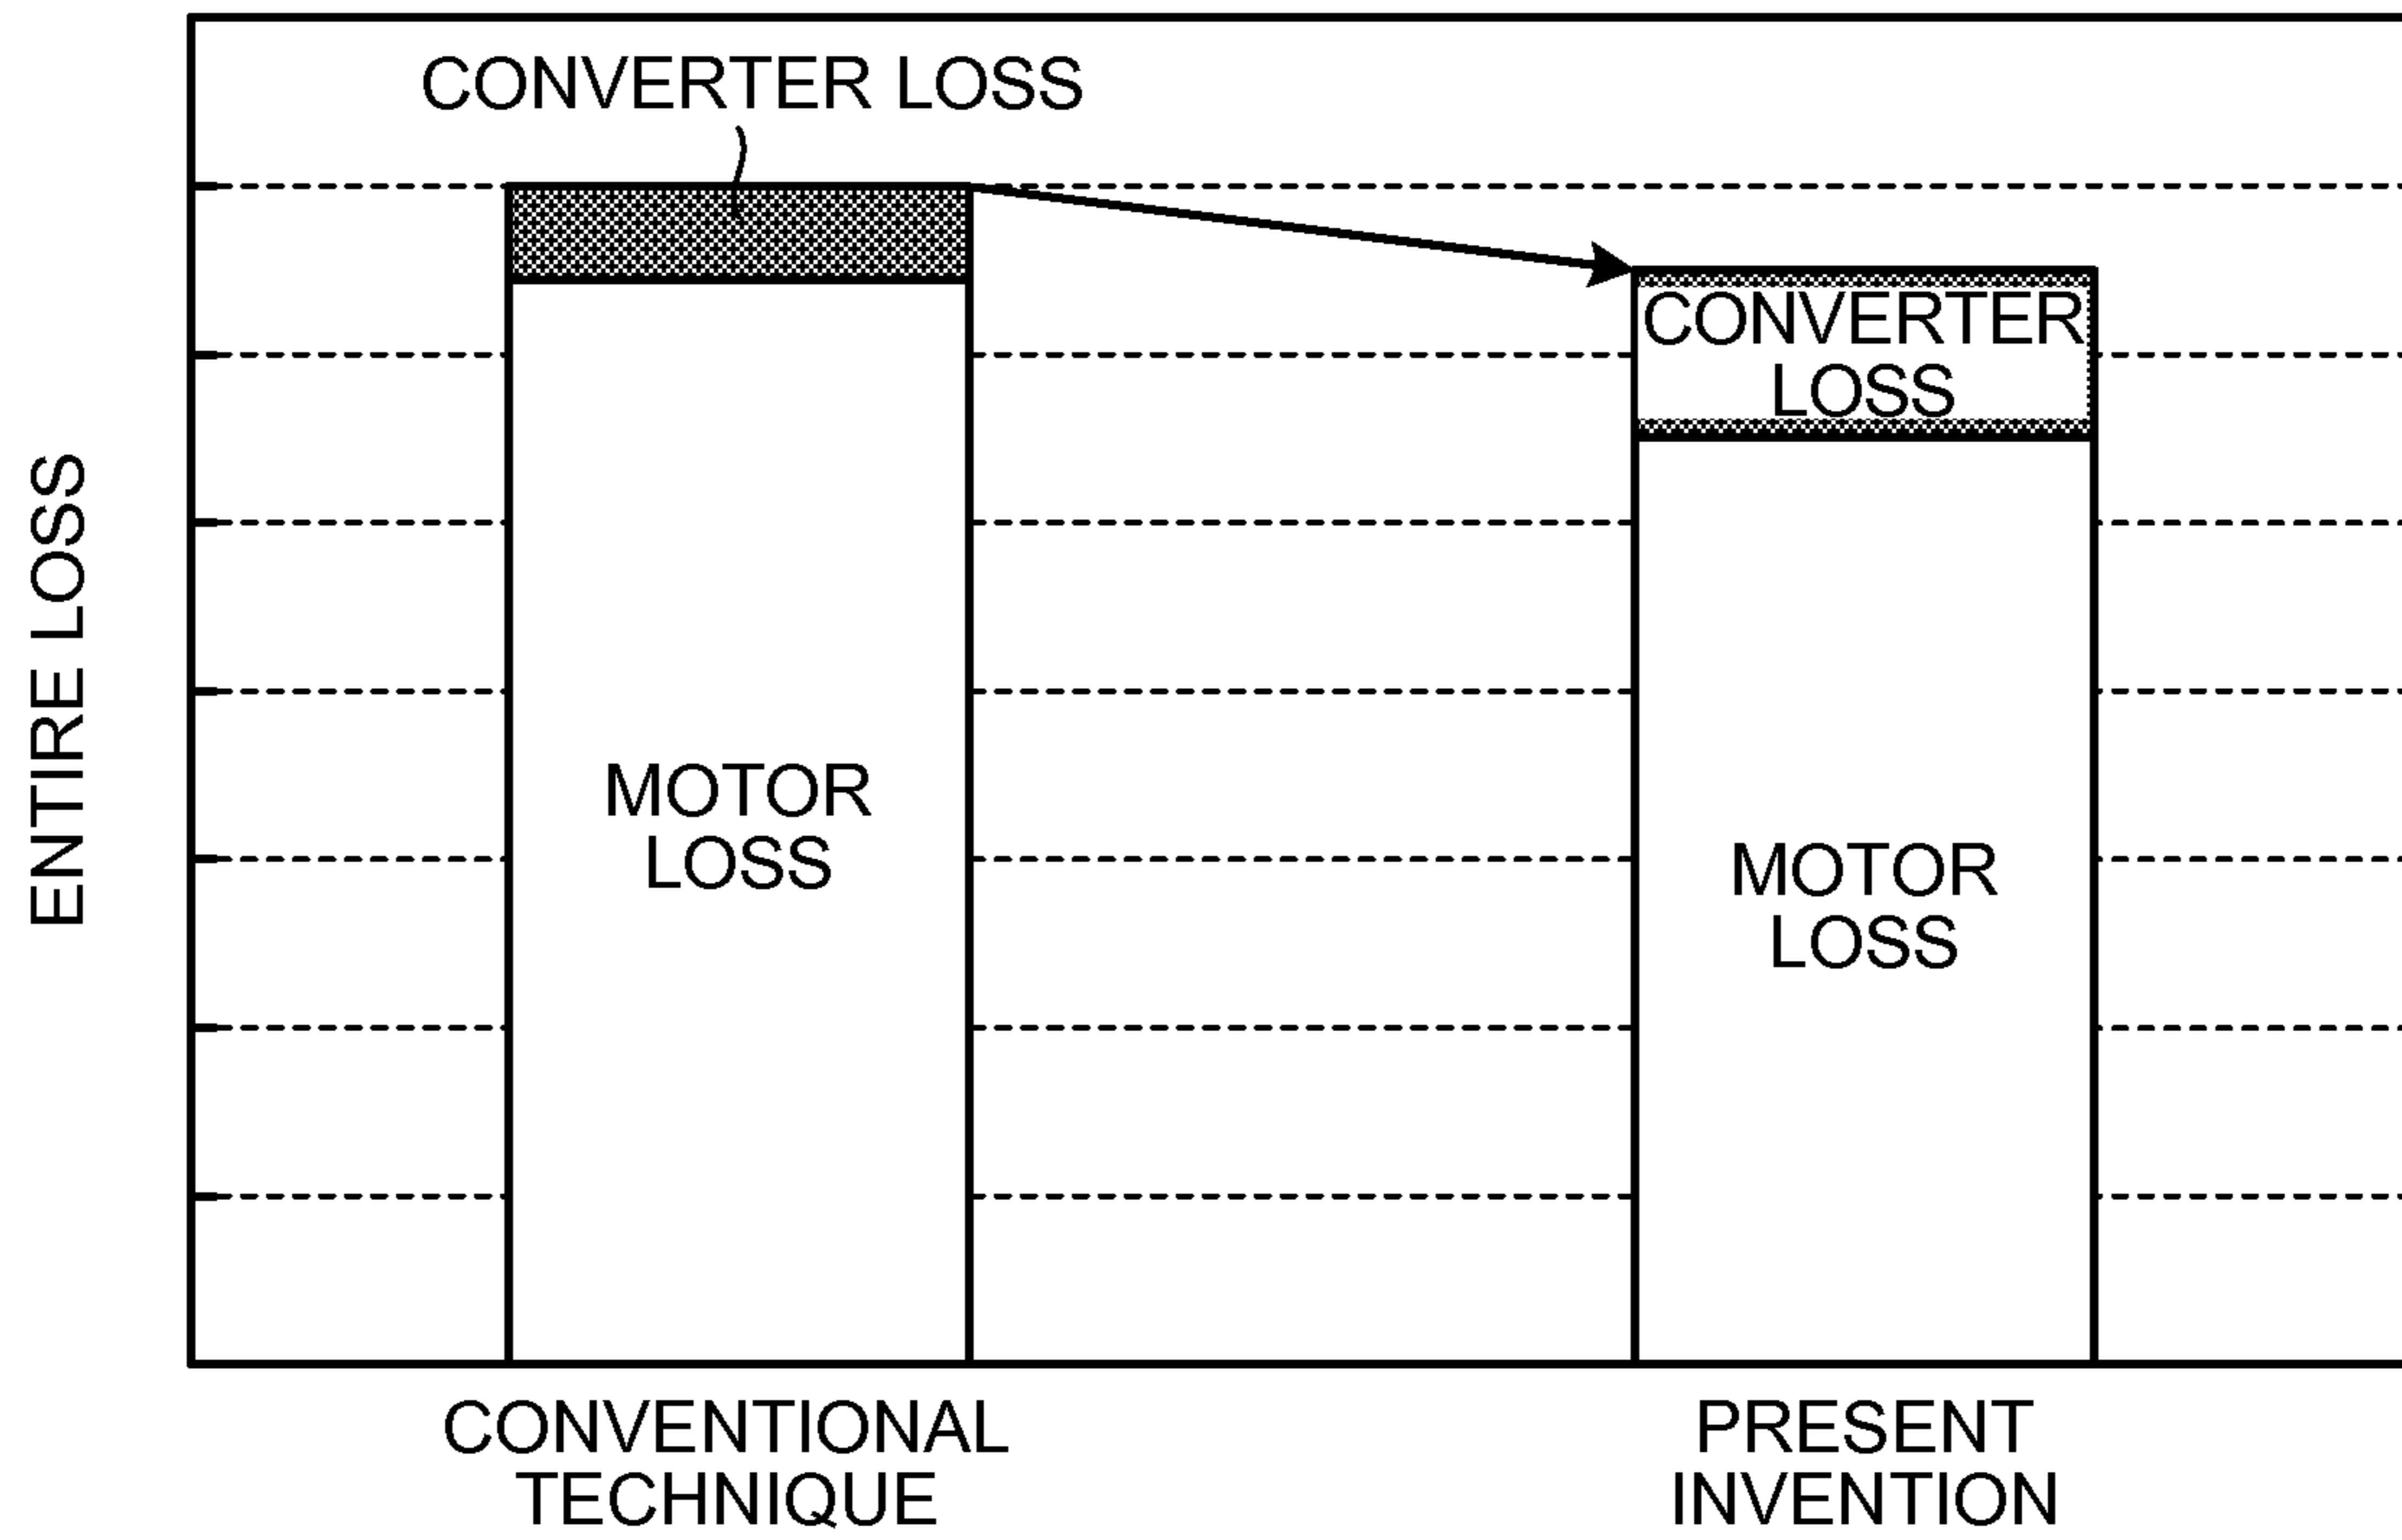 CONVERTER LOSS
CONVERTER
LOSS
ENTIRE LOSS
MOTOR
LOSS
MOTOR
LOSS
CONVENTIONAL
TECHNIQUE
PRESENT
INVENTION